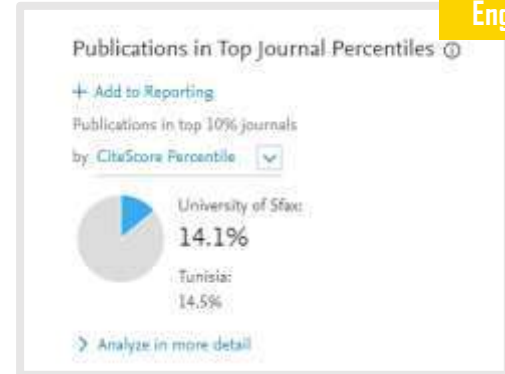 Eng
Publications in Top Journal Percentiles
+ Add to Reporting
Publications in top 10% journals
by CiteScore Percentile
University of Sfax:
14.1%
Tunisia:
14.5%
> Analyze in more detail